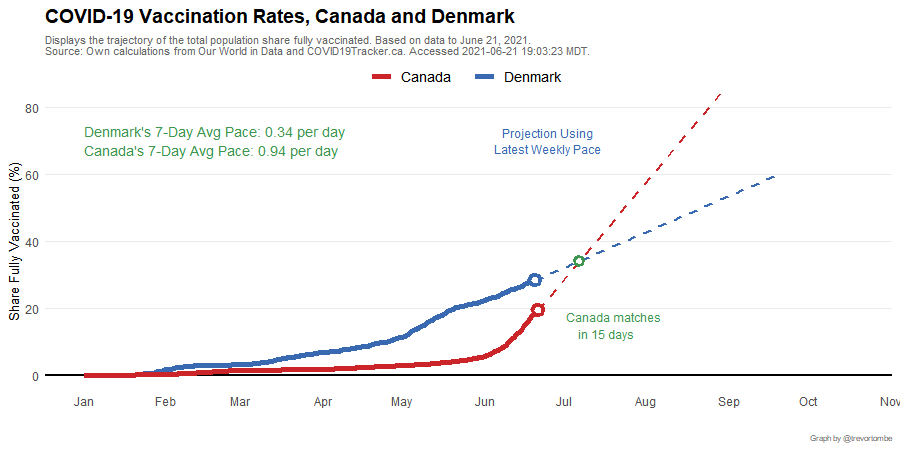 COVID-19 Vaccination Rates, Canada and Denmark
Displays the trajectory of the total population share fully vaccinated. Based on data to June 21, 2021.
Source: Own calculations from Our World in Data and COVID19Tracker.ca. Accessed 2021-06-21 19:03:23 MDT.
Canada Denmark
80
Denmark's 7-Day Avg Pace: 0.34 per day
Canada's 7-Day Avg Pace: 0.94 per day
Projection Using
Latest Weekly Pace
Share Fully Vaccinated (%)
60
40
20
Canada matches
in 15 days
0
Jan Feb Mar Apr May Jun Jul Aug Sep Oct Nov
Graph by @trevortombe